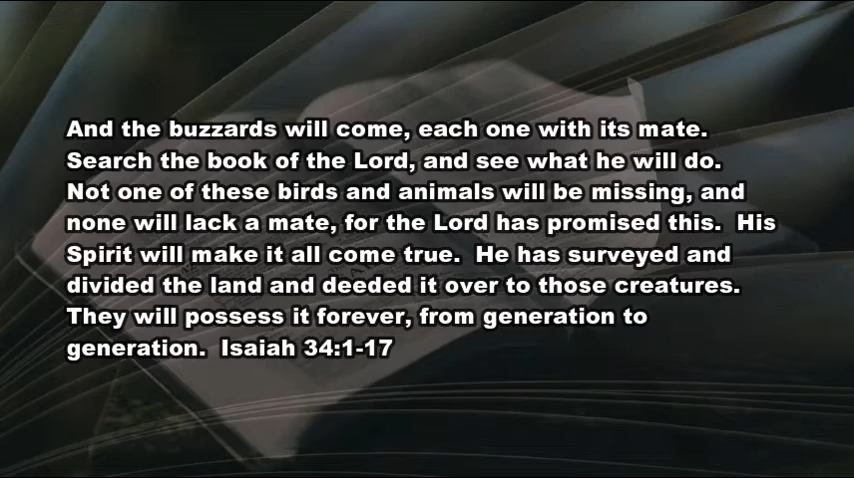 And the buzzards will come, each one with its mate.
Search the book of the Lord, and see what he will do.
Not one of these birds and animals will be missing, and
none will lack a mate, for the Lord has promised this.  His
Spirit will make it all come true.  He has surveyed and
divided the land and deeded it over to those creatures.
They will possess it forever, from generation to
generation.  Isaiah 34:1-17